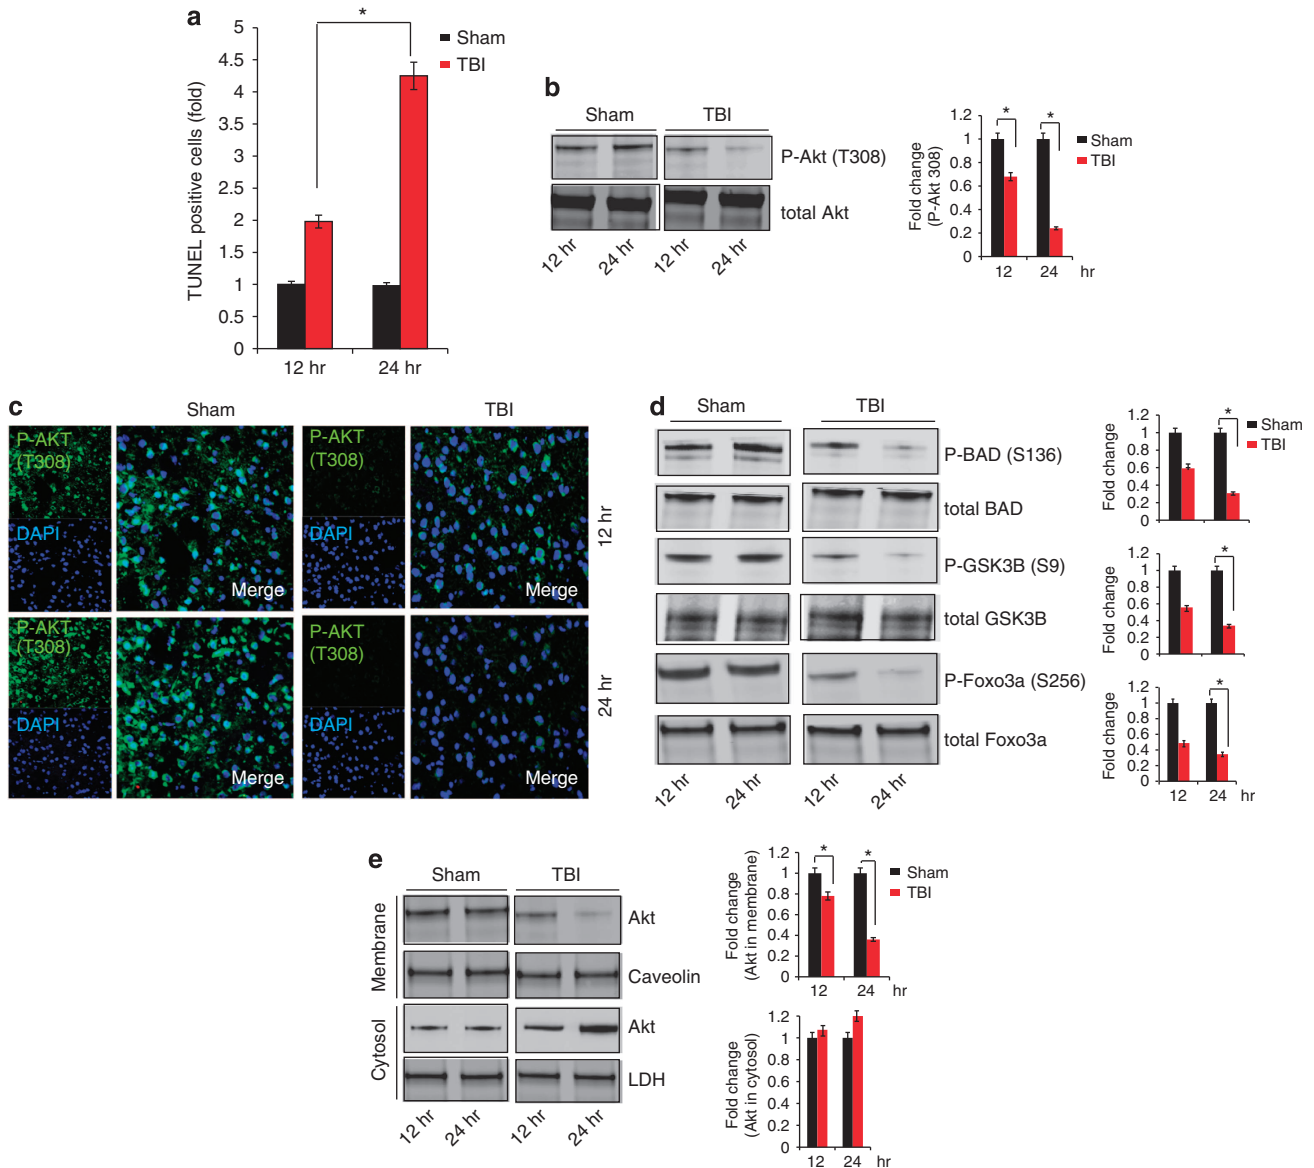 a
TUNEL positive cells (fold)
5
4.5
4
3.5
3
2.5
2
1.5
1
0.5
0
*
Sham
TBI
12 hr
24 hr
b
Sham
TBI
P-Akt (T308)
total Akt
12 hr
24 hr
12 hr
24 hr
Fold change
(P-Akt 308)
1.2
1
0.8
0.6
0.4
0.2
0
*
*
Sham
TBI
12
24
hr
c
Sham
TBI
P-AKT
(T308)
DAPI
Merge
P-AKT
(T308)
DAPI
Merge
12 hr
P-AKT
(T308)
DAPI
Merge
P-AKT
(T308)
DAPI
Merge
24 hr
d
Sham
TBI
P-BAD (S136)
total BAD
P-GSK3B (S9)
total GSK3B
P-Foxo3a (S256)
total Foxo3a
12 hr
24 hr
12 hr
24 hr
Fold change
1.2
1
0.8
0.6
0.4
0.2
0
*
Sham
TBI
Fold change
1.2
1
0.8
0.6
0.4
0.2
0
*
Fold change
1.2
1
0.8
0.6
0.4
0.2
0
*
12
24
hr
e
Sham
TBI
Membrane
Akt
Caveolin
Cytosol
Akt
LDH
12 hr
24 hr
12 hr
24 hr
Fold change
(Akt in membrane)
1.2
1
0.8
0.6
0.4
0.2
0
*
*
Sham
TBI
12
24
hr
Fold change
(Akt in cytosol)
1.2
1
0.8
0.6
0.4
0.2
0
12
24
hr